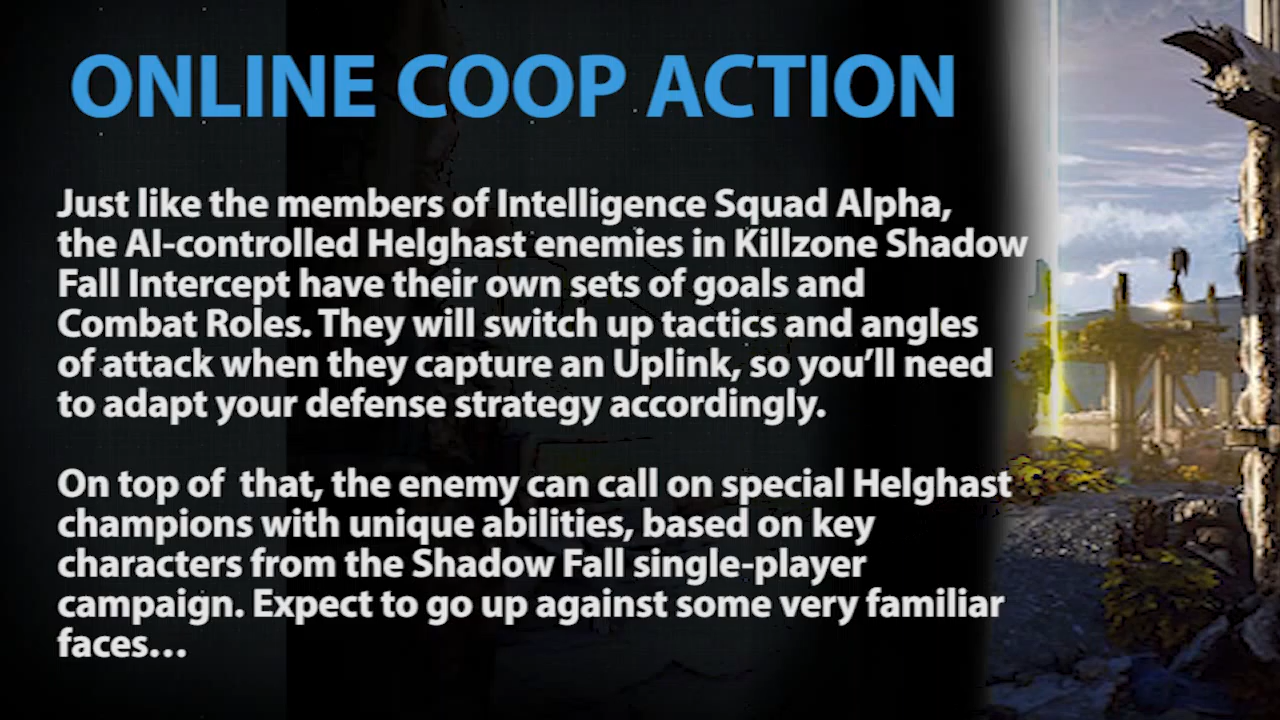 ONLINE COOP ACTION
Just like the members of Intelligence Squad Alpha,
the AI-controlled Helghast enemies in Killzone Shadow
Fall Intercept have their own sets of goals and
Combat Roles. They will switch up tactics and angles
of attack when they capture an Uplink, so you’ll need
to adapt your defense strategy accordingly.
On top of  that, the enemy can call on special Helghast
champions with unique abilities, based on key
characters from the Shadow Fall single-player
campaign. Expect to go up against some very familiar
faces…